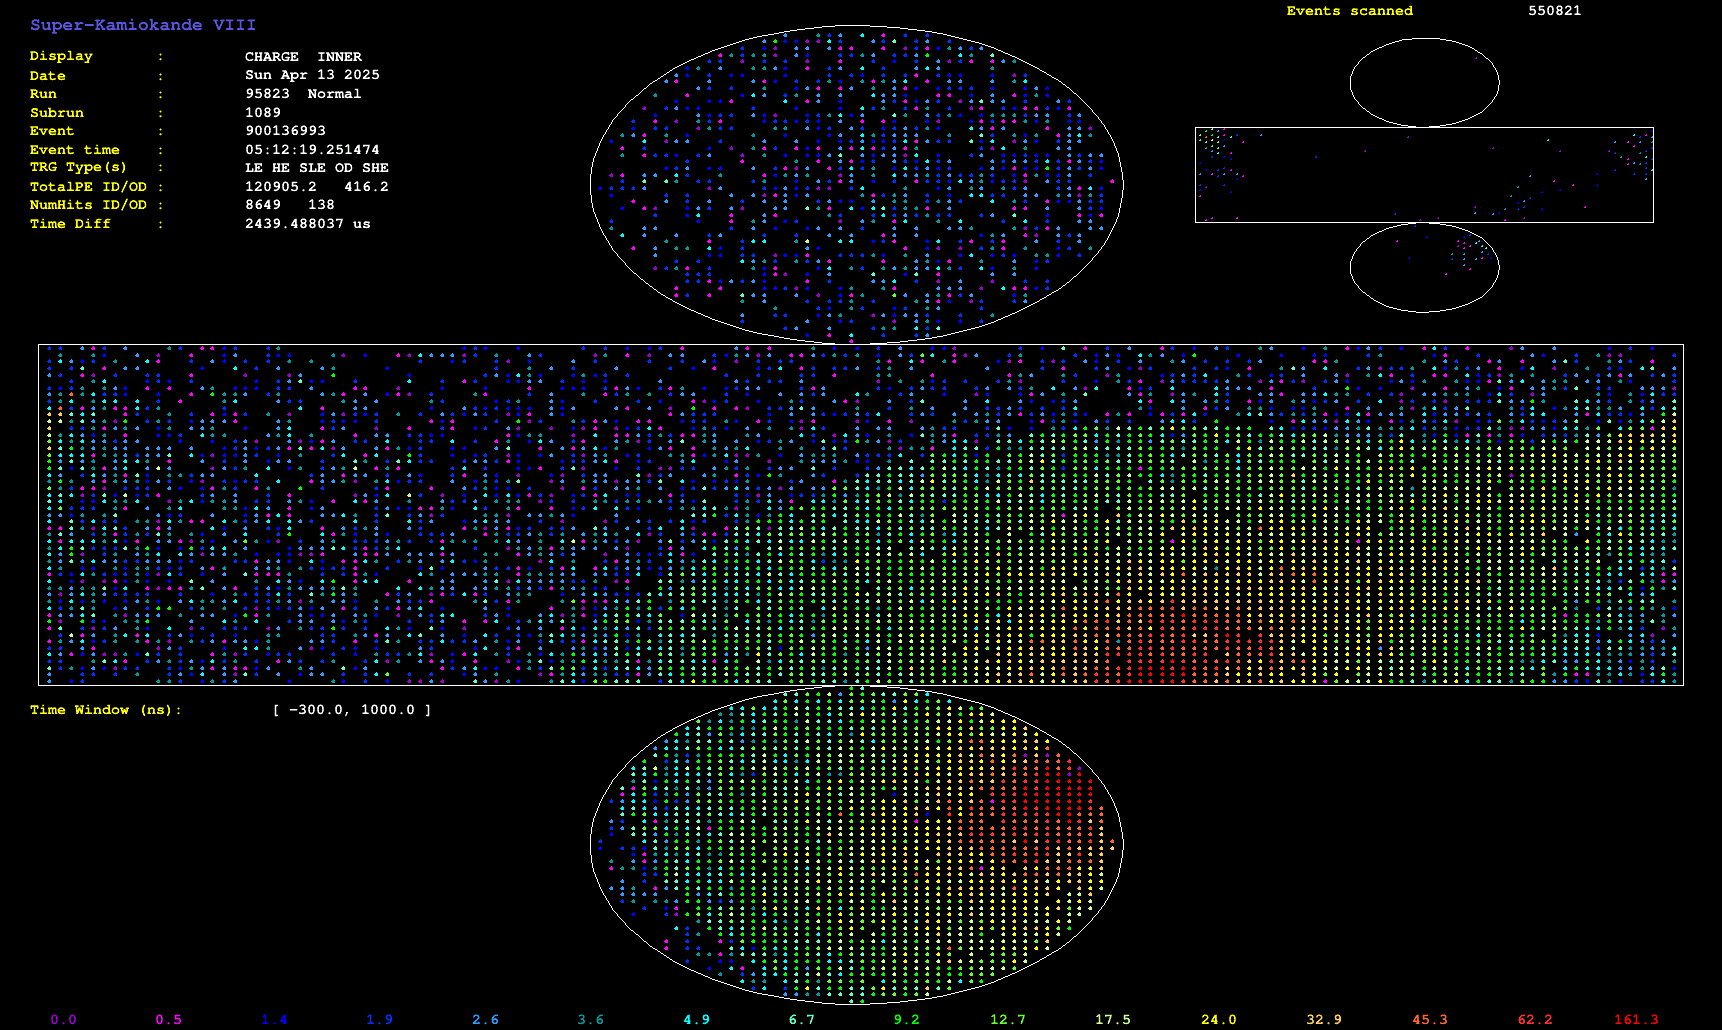 Super-Kamiokande VIII
Events scanned 550821
Display : CHARGE INNER
Date : Sun Apr 13 2025
Run : 95823 Normal
Subrun : 1089
Event : 900136993
Event time : 05:12:19.251474
TRG Type(s) : LE HE SLE OD SHE
TotalPE ID/OD : 120905.2 416.2
NumHits ID/OD : 8649 138
Time Diff : 2439.488037 us
Time Window (ns): [ -300.0, 1000.0 ]
0.0 0.5 1.4 1.9 2.6 3.6 4.9 6.7 9.2 12.7 17.5 24.0 32.9 45.3 62.2 161.3